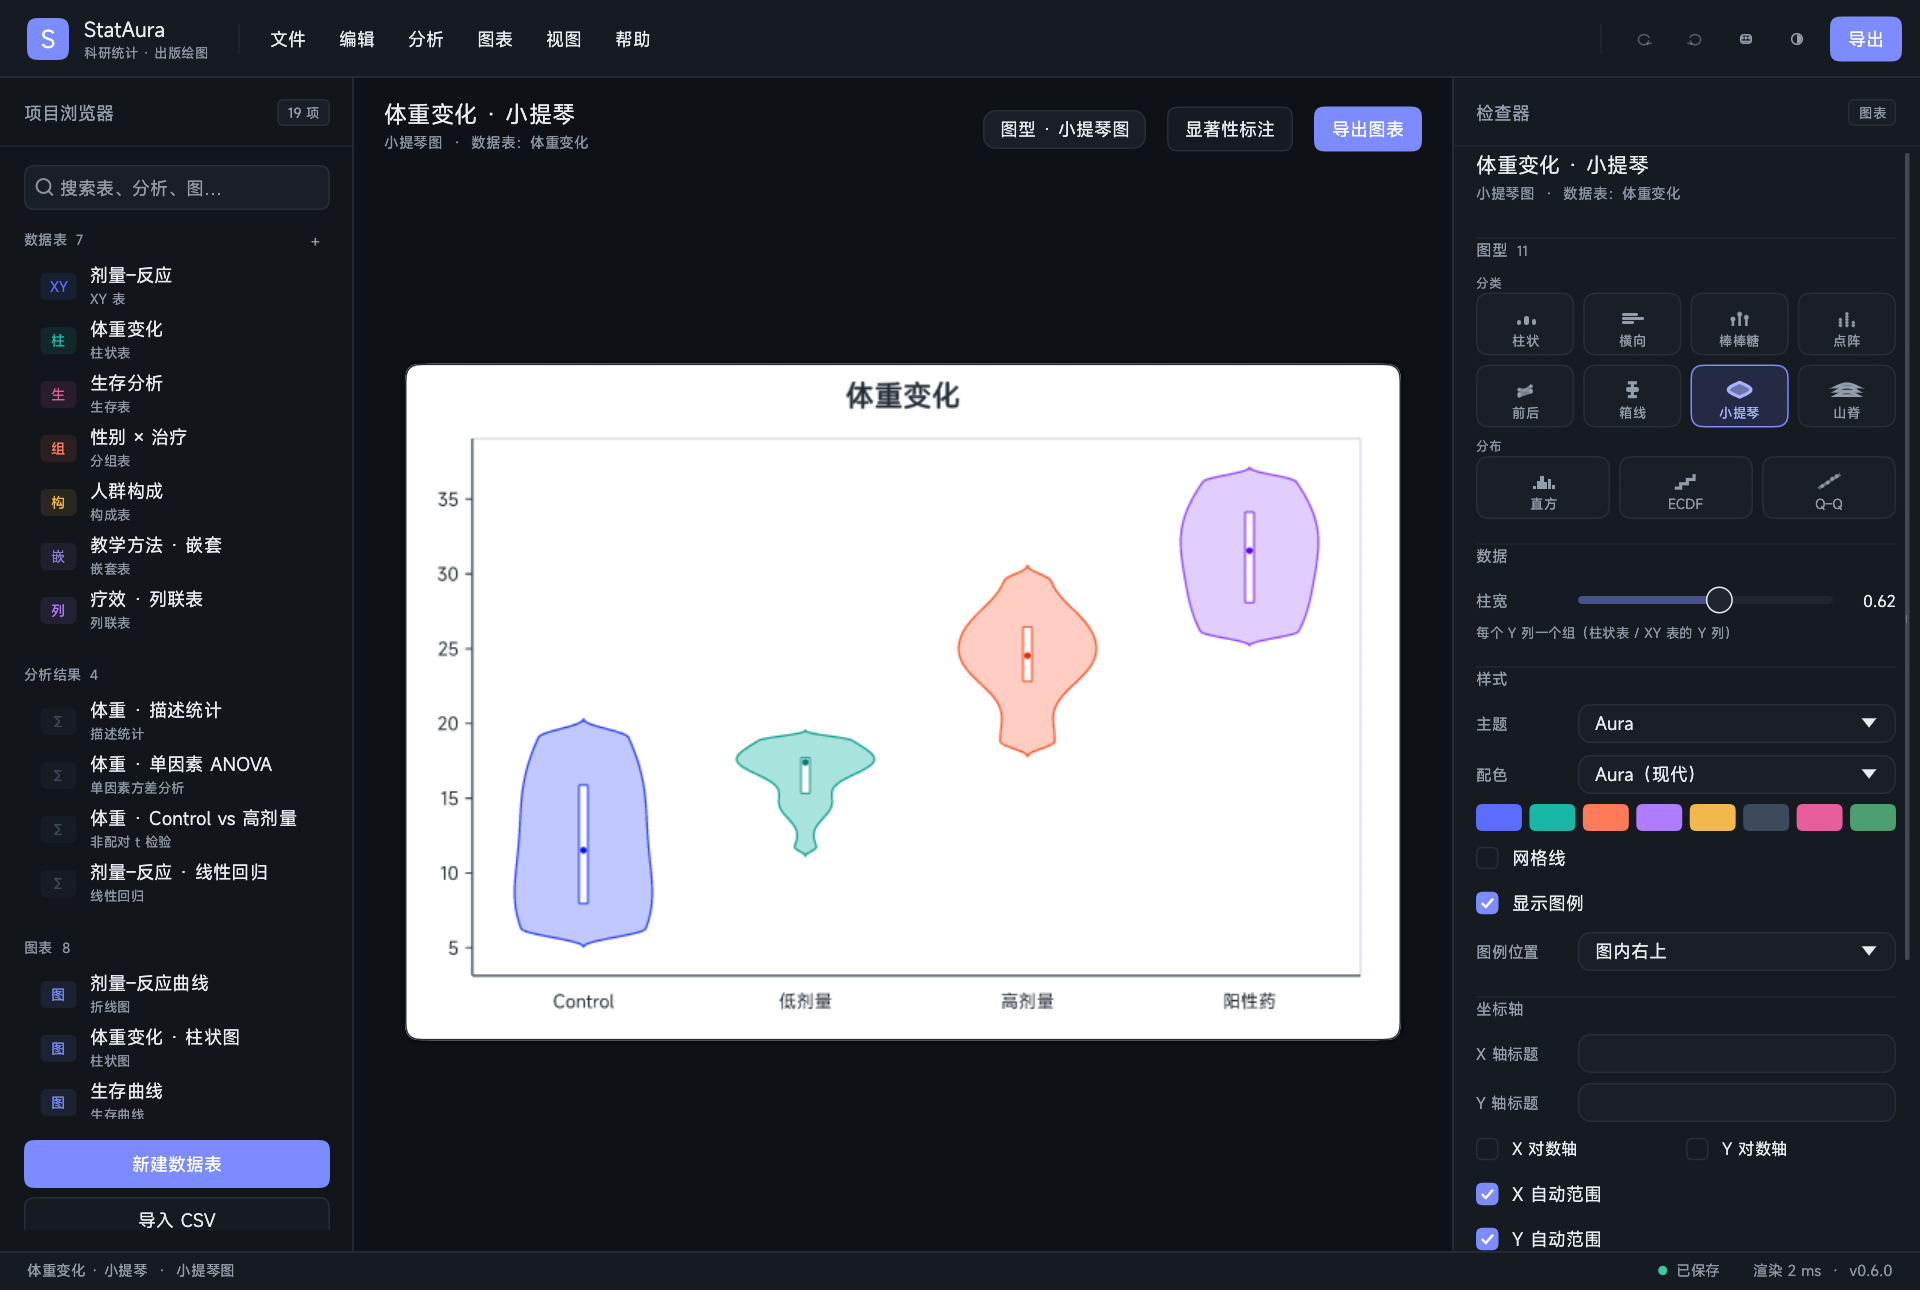 S
StatAura
科研统计 · 出版绘图
文件 编辑 分析 图表 视图 帮助
导出
项目浏览器
19 项
搜索表、分析、图…
数据表 7
+
XY
剂量-反应
XY 表
柱
体重变化
柱状表
生
生存分析
生存表
组
性别 × 治疗
分组表
构
人群构成
构成表
嵌
教学方法 · 嵌套
嵌套表
列
疗效 · 列联表
列联表
分析结果 4
Σ
体重 · 描述统计
描述统计
Σ
体重 · 单因素 ANOVA
单因素方差分析
Σ
体重 · Control vs 高剂量
非配对 t 检验
Σ
剂量-反应 · 线性回归
线性回归
图表 8
图
剂量-反应曲线
折线图
图
体重变化 · 柱状图
柱状图
图
生存曲线
生存曲线
新建数据表
导入 CSV
体重变化 · 小提琴
小提琴图 · 数据表: 体重变化
图型 · 小提琴图
显著性标注
导出图表
体重变化
35
30
25
20
15
10
5
Control 低剂量 高剂量 阳性药
检查器
图表
体重变化 · 小提琴
小提琴图 · 数据表: 体重变化
图型 11
分类
柱状 横向 棒棒糖 点阵
前后 箱线 小提琴 山脊
分布
直方 ECDF Q-Q
数据
柱宽 0.62
每个 Y 列一个组（柱状表 / XY 表的 Y 列）
样式
主题 Aura
配色 Aura（现代）
网格线
显示图例
图例位置 图内右上
坐标轴
X 轴标题
Y 轴标题
X 对数轴 Y 对数轴
X 自动范围
Y 自动范围
体重变化 · 小提琴 · 小提琴图
已保存 渲染 2 ms · v0.6.0